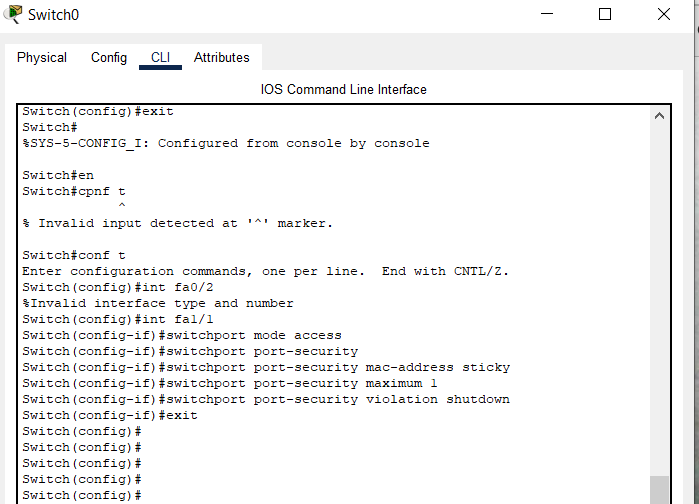 Switch0
Physical Config CLI Attributes
IOS Command Line Interface
Switch(config)#exit
Switch#
%SYS-5-CONFIG_I: Configured from console by console
Switch#en
Switch#cpnf t
^
% Invalid input detected at '^' marker.
Switch#conf t
Enter configuration commands, one per line.  End with CNTL/Z.
Switch(config)#int fa0/2
%Invalid interface type and number
Switch(config)#int fa1/1
Switch(config-if)#switchport mode access
Switch(config-if)#switchport port-security
Switch(config-if)#switchport port-security mac-address sticky
Switch(config-if)#switchport port-security maximum 1
Switch(config-if)#switchport port-security violation shutdown
Switch(config-if)#exit
Switch(config)#
Switch(config)#
Switch(config)#
Switch(config)#
Switch(config)#